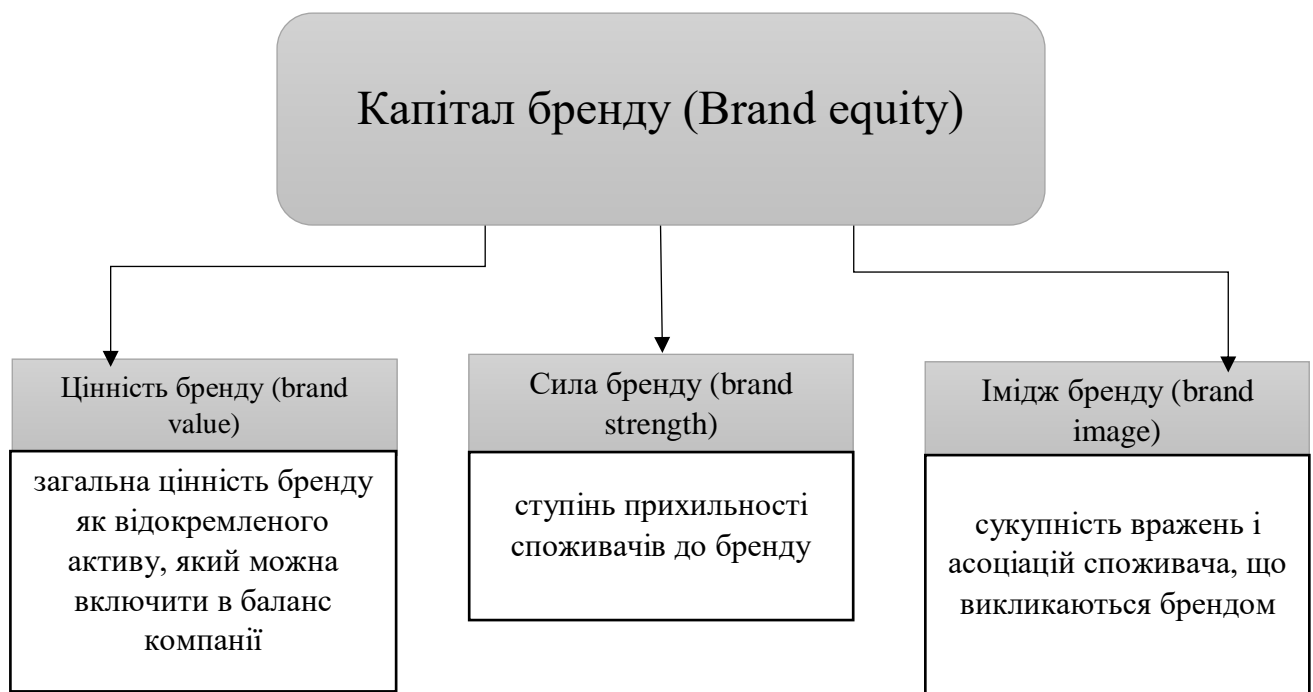 Капітал бренду (Brand equity)
Цінність бренду (brand
value)
загальна цінність бренду
як відокремленого
активу, який можна
включити в баланс
компанії
Сила бренду (brand
strength)
ступінь прихильності
споживачів до бренду
Імідж бренду (brand
image)
сукупність вражень і
асоціацій споживача, що
викликаються брендом